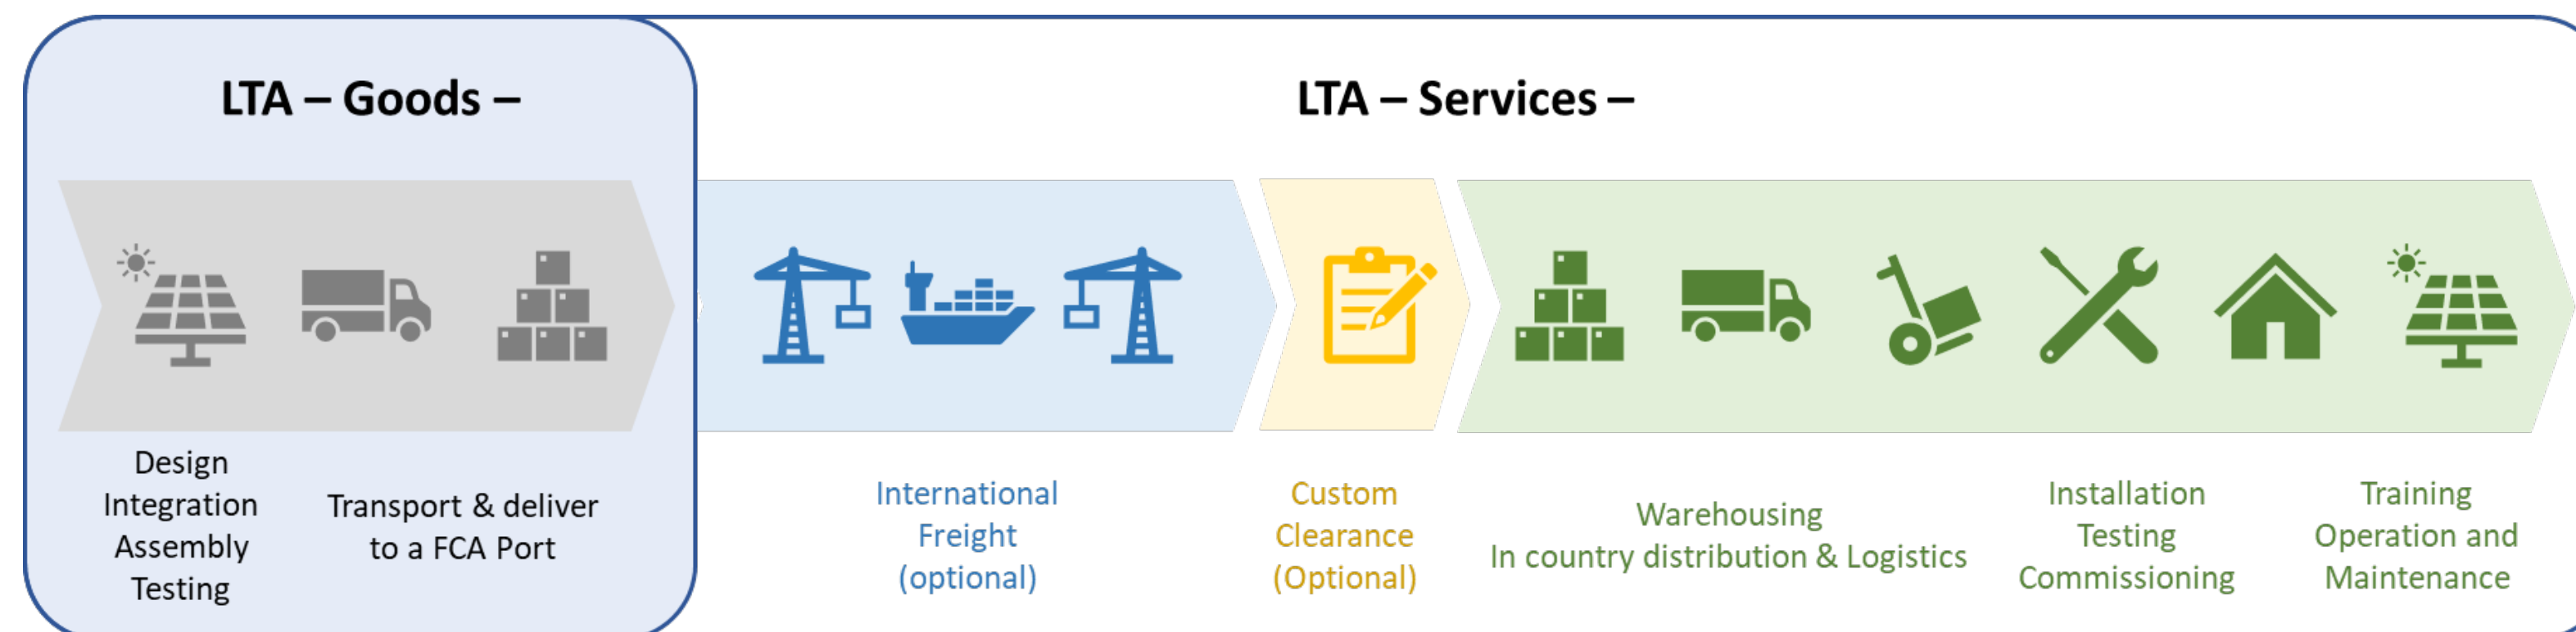 LTA – Goods –
LTA – Services –
Design
Integration
Assembly
Testing
Transport & deliver
to a FCA Port
International
Freight
(optional)
Custom
Clearance
(Optional)
Warehousing
In country distribution & Logistics
Installation
Testing
Commissioning
Training
Operation and
Maintenance